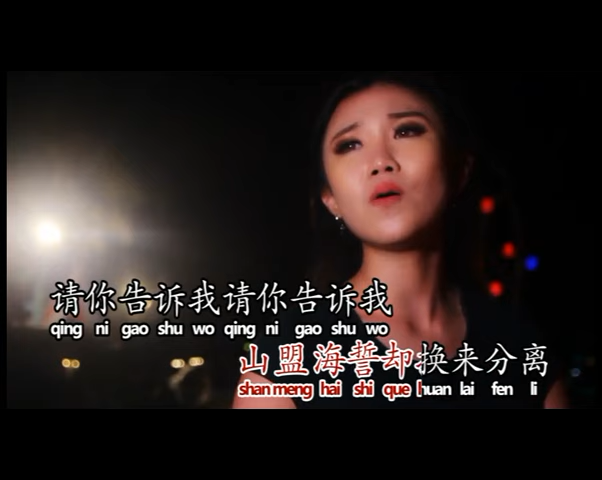 请你告诉我请你告诉我
qing ni gao shu wo qing ni gao shu wo
山盟海誓却换来分离
shan meng hai shi que huan lai fen li